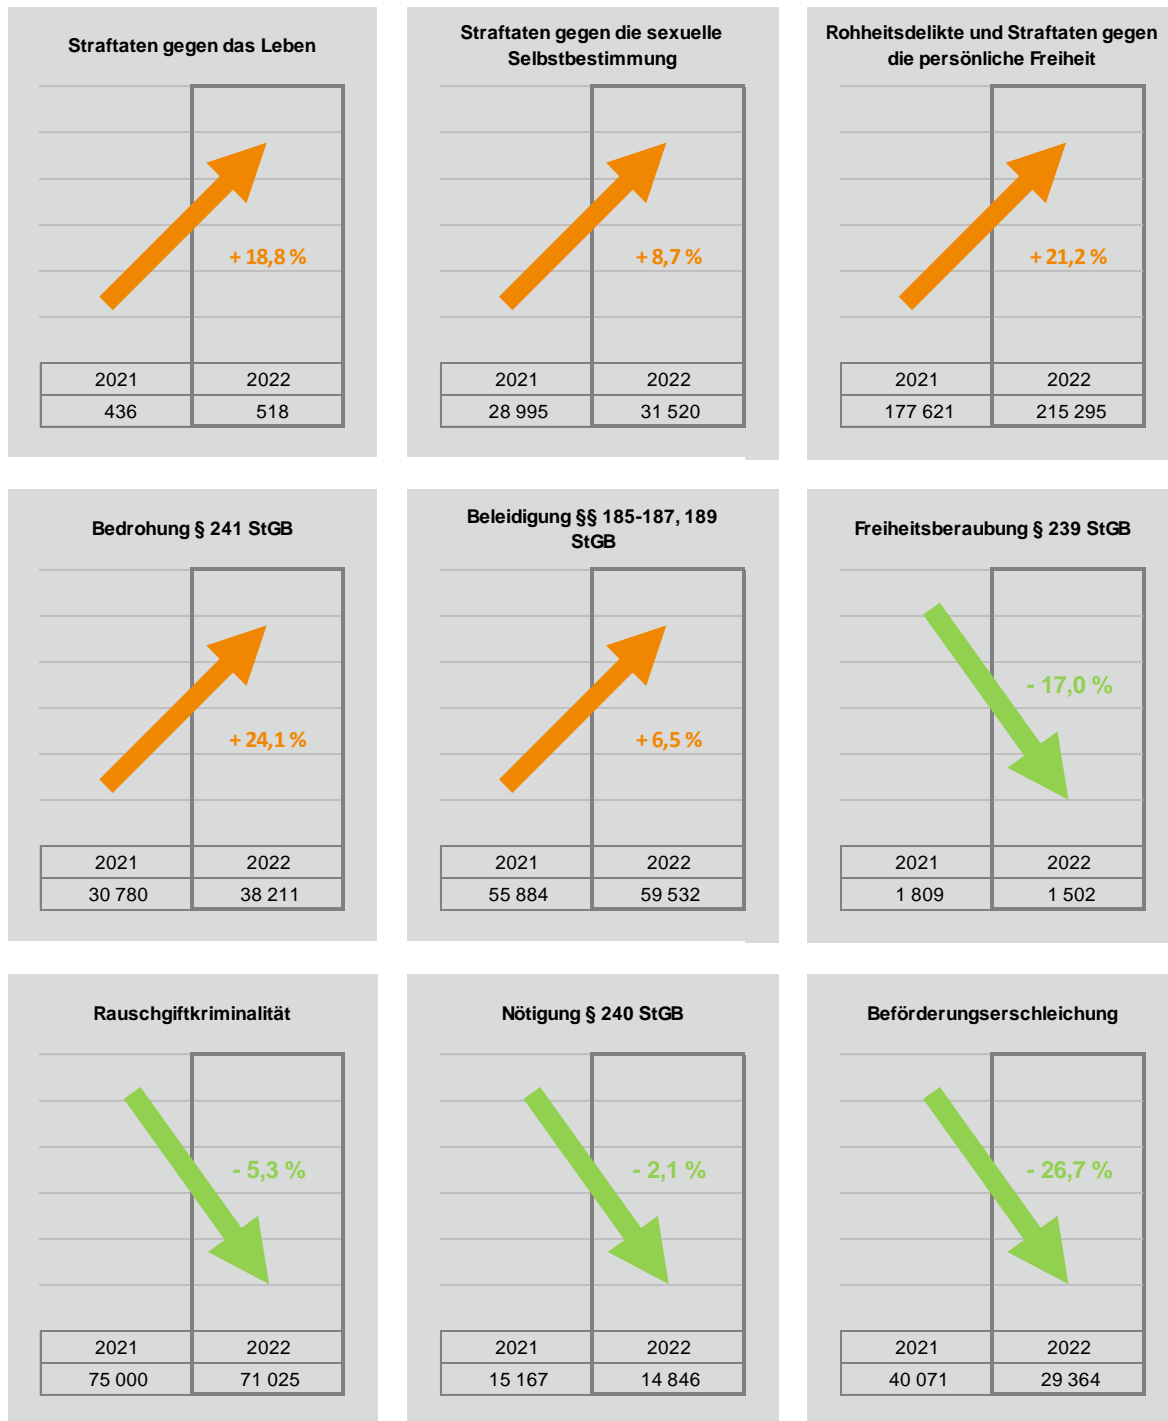 Straftaten gegen das Leben
+ 18,8 %
2021 2022
436 518
Straftaten gegen die sexuelle
Selbstbestimmung
+ 8,7 %
2021 2022
28 995 31 520
Rohheitsdelikte und Straftaten gegen
die persönliche Freiheit
+ 21,2 %
2021 2022
177 621 215 295
Bedrohung § 241 StGB
+ 24,1 %
2021 2022
30 780 38 211
Beleidigung §§ 185-187, 189
StGB
+ 6,5 %
2021 2022
55 884 59 532
Freiheitsberaubung § 239 StGB
- 17,0 %
2021 2022
1 809 1 502
Rauschgiftkriminalität
- 5,3 %
2021 2022
75 000 71 025
Nötigung § 240 StGB
- 2,1 %
2021 2022
15 167 14 846
Beförderungserschleichung
- 26,7 %
2021 2022
40 071 29 364